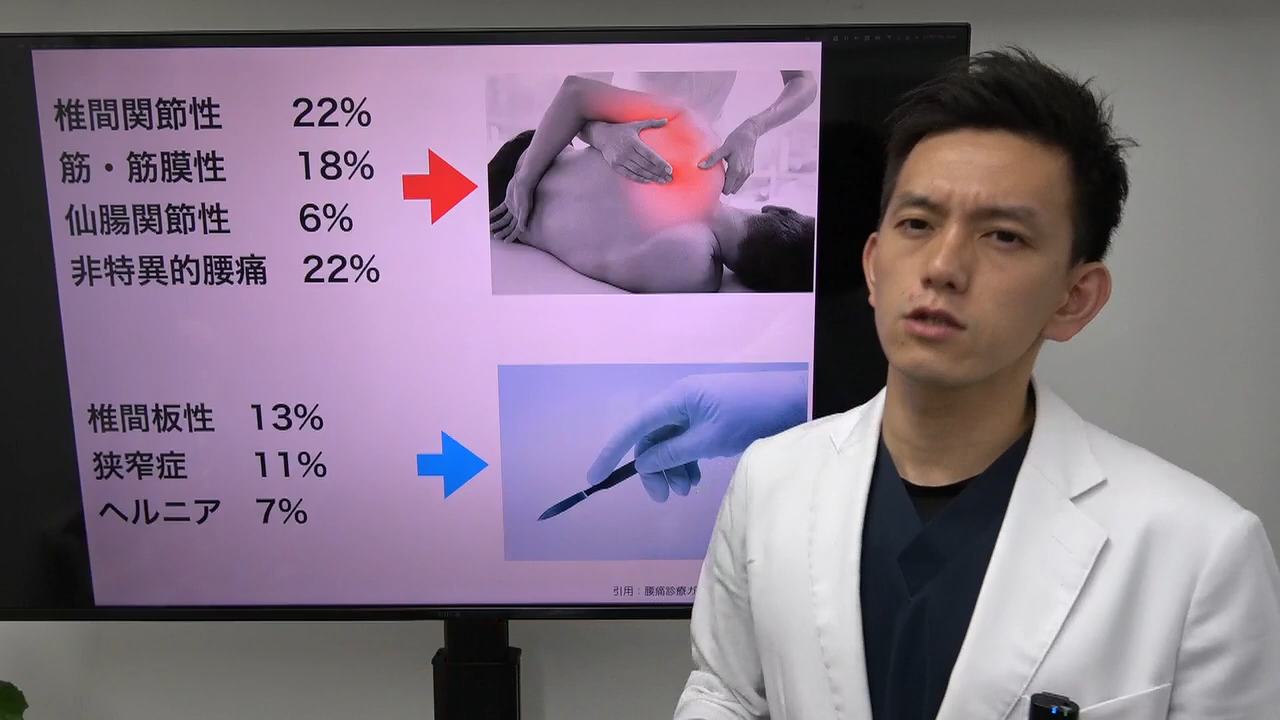 椎間関節性 22%
筋・筋膜性 18%
仙腸関節性 6%
非特異的腰痛 22%
椎間板性 13%
狭窄症 11%
ヘルニア 7%
引用：腰痛診療ガ